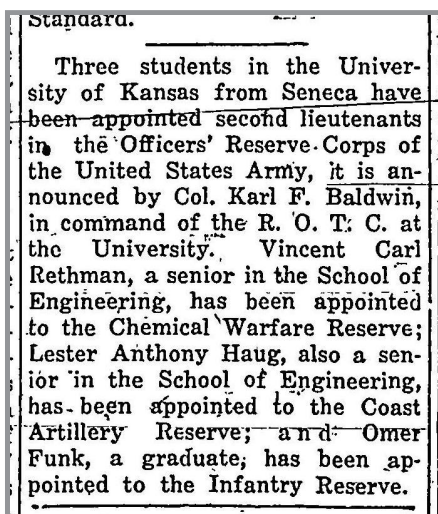 Standard.
Three students in the Univer-
sity of Kansas from Seneca have
been appointed second lieutenants
in the Officers' Reserve Corps of
the United States Army, it is an-
nounced by Col. Karl F. Baldwin,
in command of the R. O. T. C. at
the University. Vincent Carl
Rethman, a senior in the School of
Engineering, has been appointed
to the Chemical Warfare Reserve;
Lester Anthony Haug, also a sen-
ior in the School of Engineering,
has been appointed to the Coast
Artillery Reserve; and Omer
Funk, a graduate, has been ap-
pointed to the Infantry Reserve.